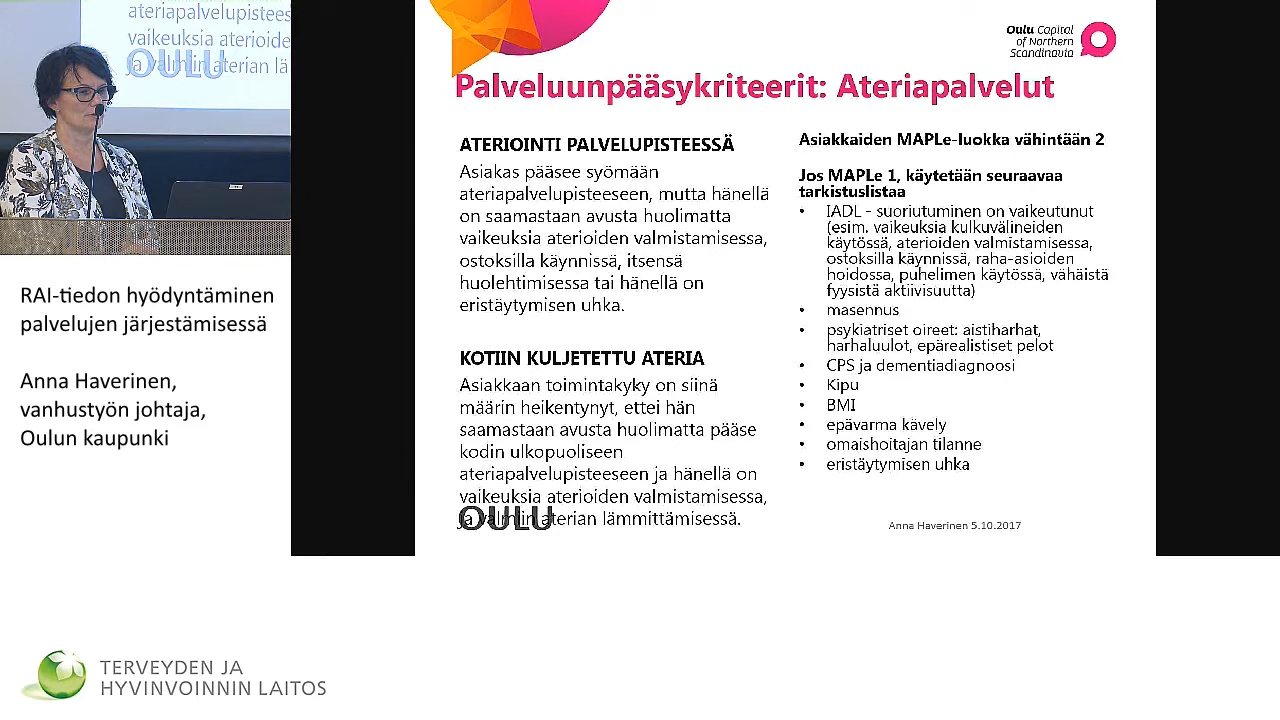 ateriapalvelupistees
vaikeuksia aterioide
ja valmiin aterian lä
OULU
RAI-tiedon hyödyntäminen
palvelujen järjestämisessä
Anna Haverinen,
vanhustyön johtaja,
Oulun kaupunki
TERVEYDEN JA
HYVINVOINNIN LAITOS
Oulu Capital
of Northern
Scandinavia
Palveluunpääsykriteerit: Ateriapalvelut
ATERIOINTI PALVELUPISTEESSÄ
Asiakas pääsee syömään
ateriapalvelupisteeseen, mutta hänellä
on saamastaan avusta huolimatta
vaikeuksia aterioiden valmistamisessa,
ostoksilla käynnissä, itsensä
huolehtimisessa tai hänellä on
eristäytymisen uhka.
KOTIIN KULJETETTU ATERIA
Asiakkaan toimintakyky on siinä
määrin heikentynyt, ettei hän
saamastaan avusta huolimatta pääse
kodin ulkopuoliseen
ateriapalvelupisteeseen ja hänellä on
vaikeuksia aterioiden valmistamisessa,
ja valmiin aterian lämmittämisessä.
OULU
Asiakkaiden MAPLe-luokka vähintään 2
Jos MAPLe 1, käytetään seuraavaa
tarkistuslistaa
• IADL - suoriutuminen on vaikeutunut
(esim. vaikeuksia kulkuvälineiden
käytössä, aterioiden valmistamisessa,
ostoksilla käynnissä, raha-asioiden
hoidossa, puhelimen käytössä, vähäistä
fyysistä aktiivisuutta)
• masennus
• psykiatriset oireet: aistiharhat,
harhaluulot, epärealistiset pelot
• CPS ja dementiadiagnoosi
• Kipu
• BMI
• epävarma kävely
• omaishoitajan tilanne
• eristäytymisen uhka
Anna Haverinen 5.10.2017